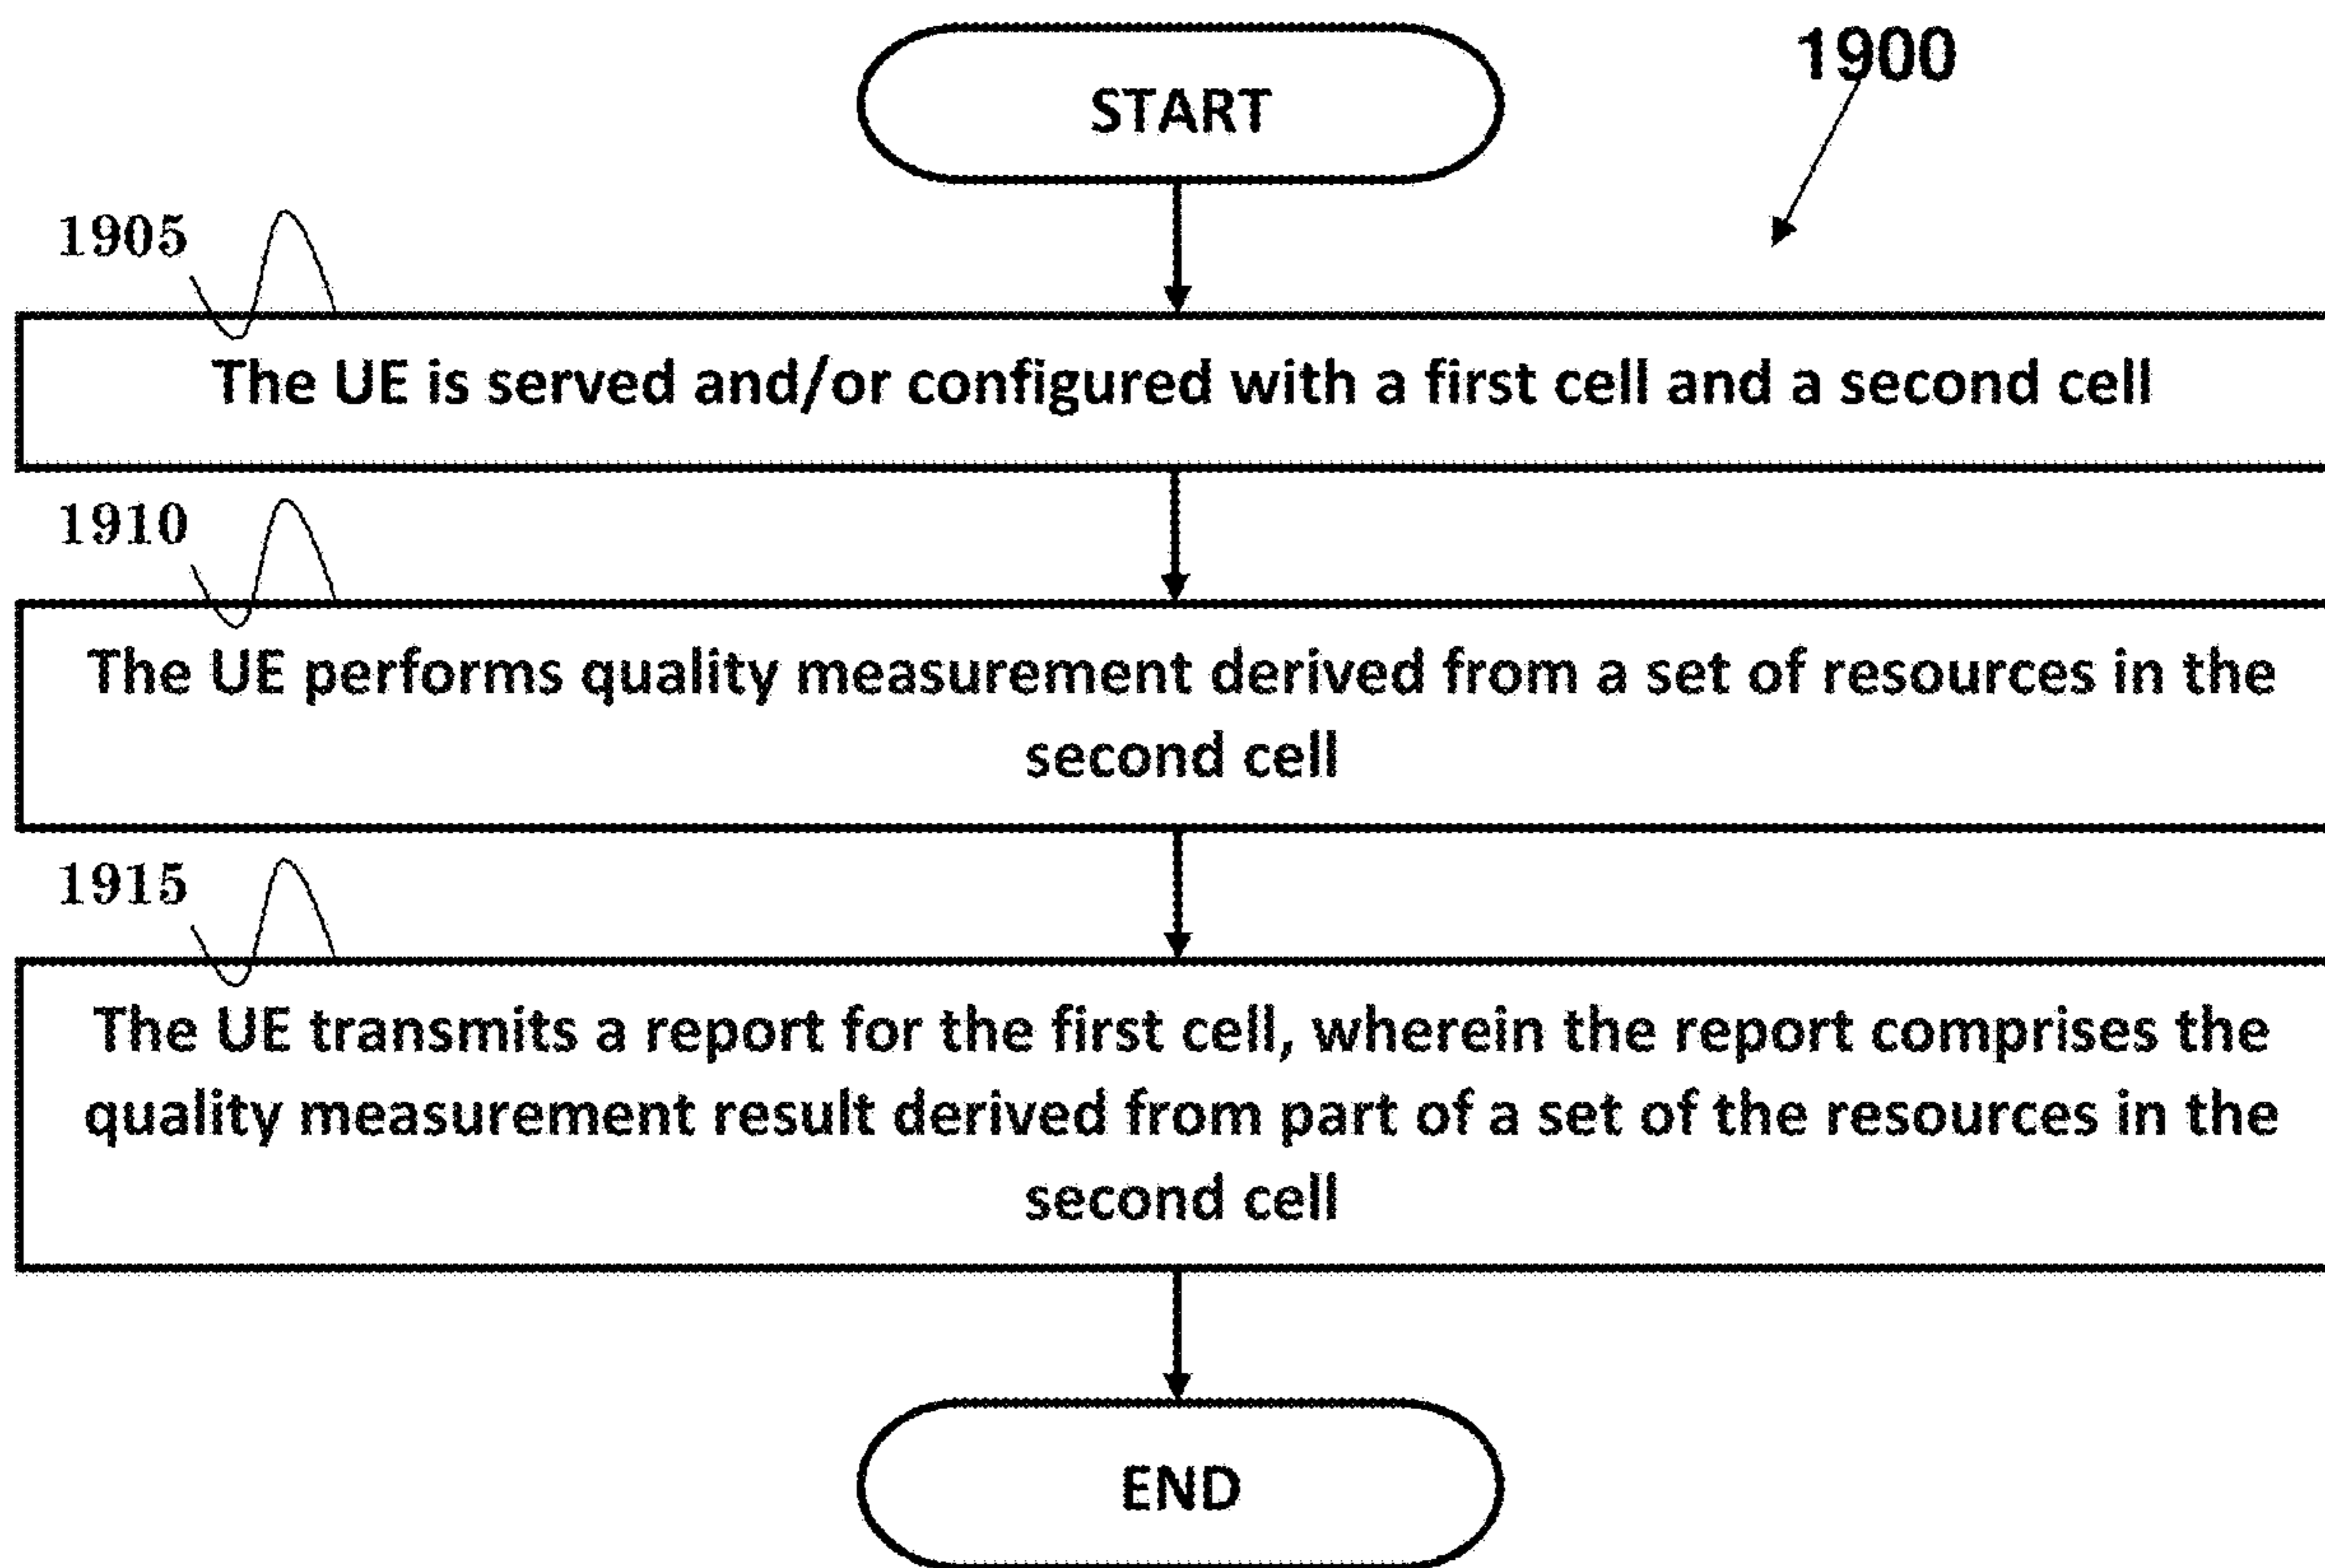 1900
START
1905
The UE is served and/or configured with a first cell and a second cell
1910
The UE performs quality measurement derived from a set of resources in the
second cell
1915
The UE transmits a report for the first cell, wherein the report comprises the
quality measurement result derived from part of a set of the resources in the
second cell
END